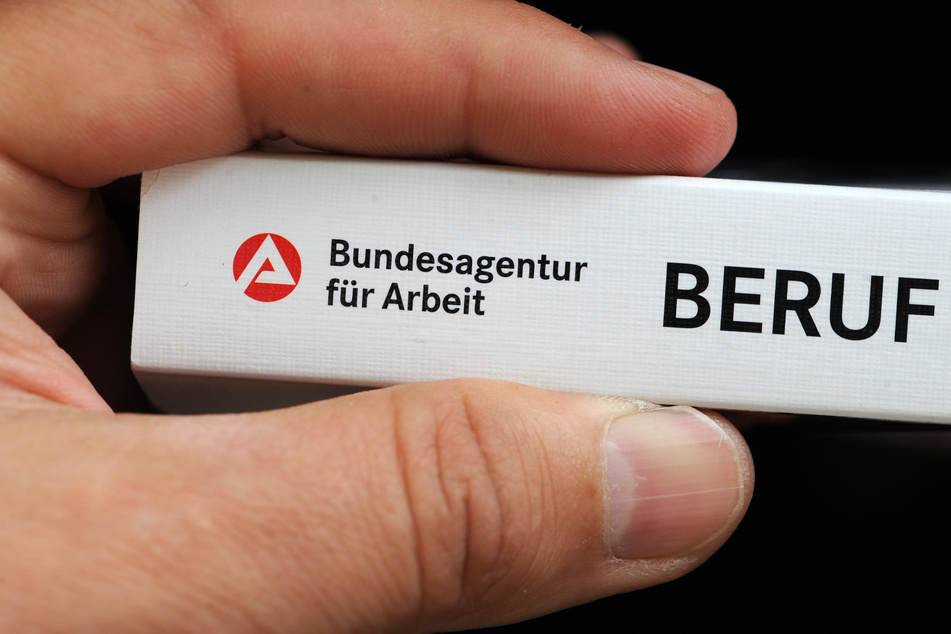 Bundesagentur
für Arbeit
BERUF